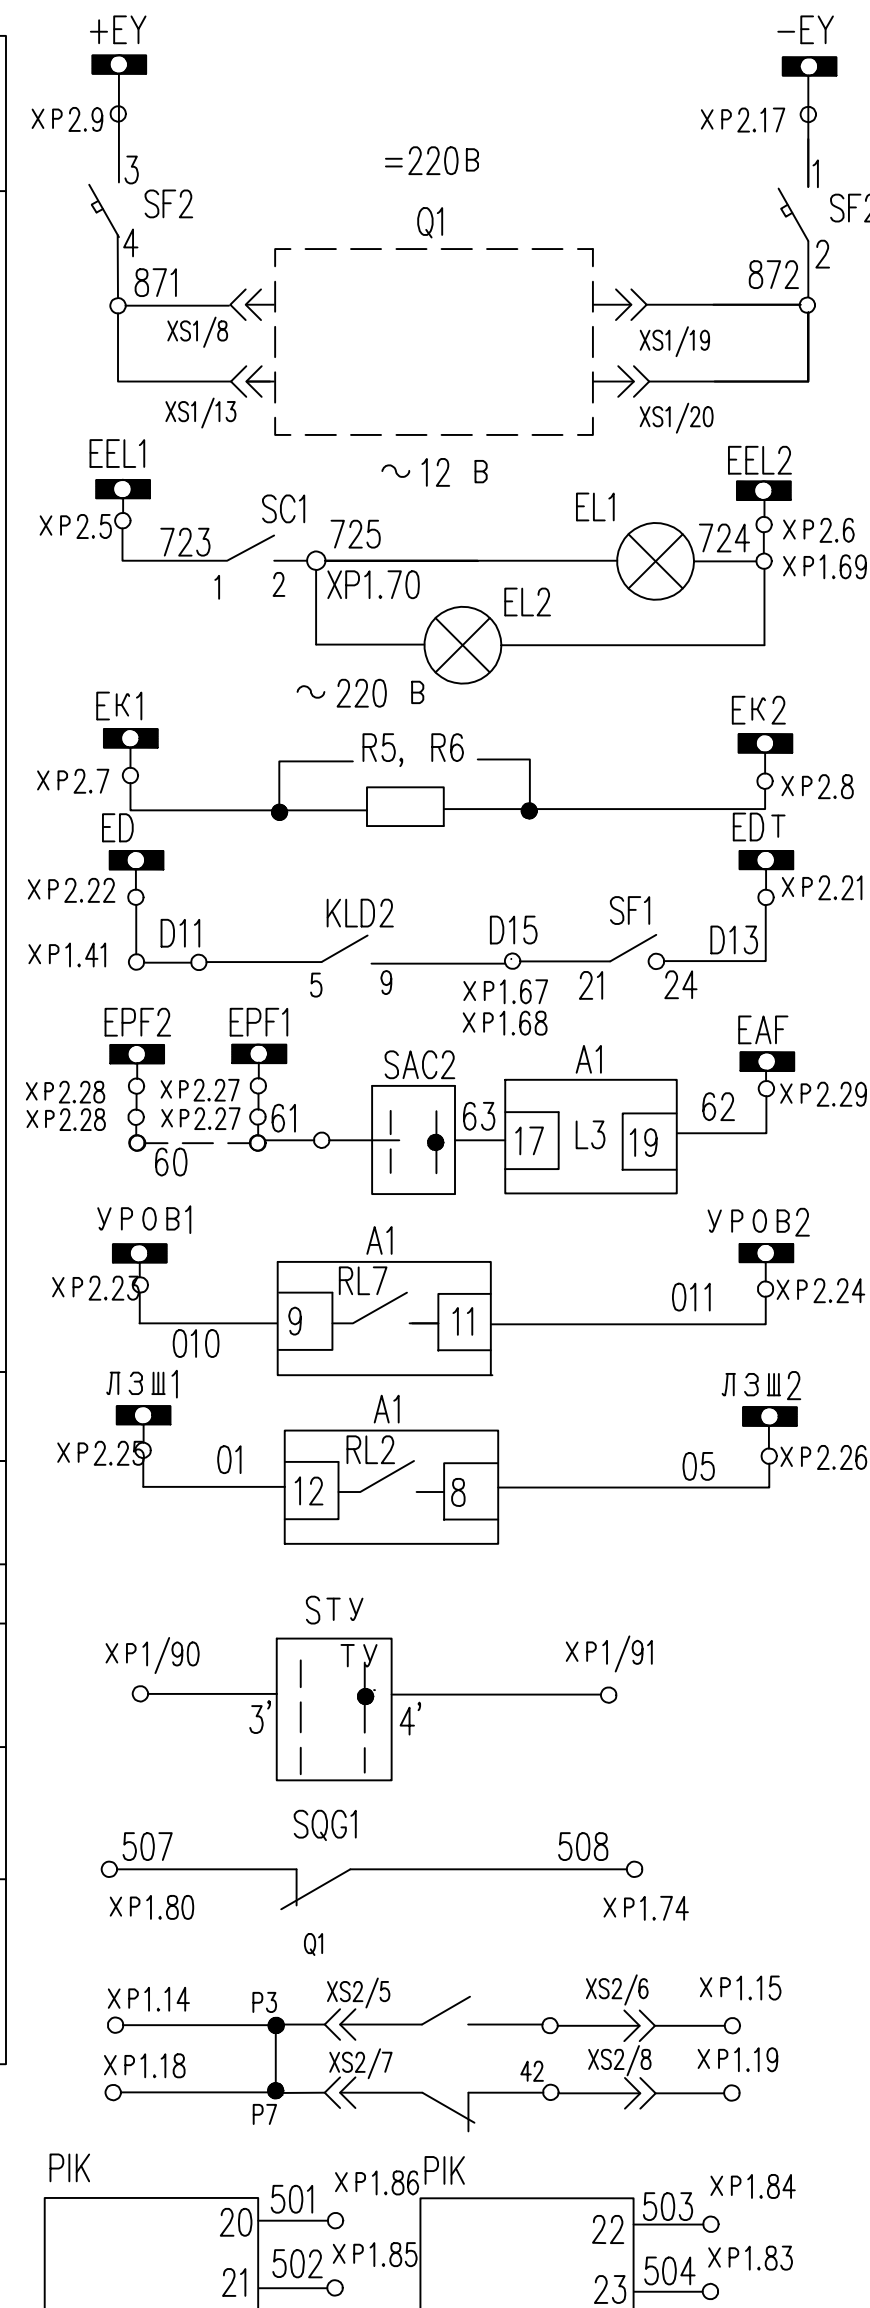 +EY −EY
XP2.9 XP2.17
=220В
3 1
SF2 SF2
4 Q1 2
871 872
XS1/8 XS1/19
XS1/13 XS1/20
EEL1 ~12 В EEL2
XP2.5 SC1 EL1 XP2.6
723 725 724 XP1.69
1 2 XP1.70
EL2
~220 В
EK1 EK2
R5, R6
XP2.7 XP2.8
ED EDT
XP2.22 XP2.21
KLD2 SF1
XP1.41 D11 D15 D13
5 9 XP1.67 21 24
XP1.68
EPF2 EPF1 EAF
SAC2 A1
XP2.28 XP2.27 XP2.29
XP2.28 XP2.27 61 63 62
17 L3 19
60
УРОВ1 УРОВ2
A1
XP2.23 RL7 XP2.24
9 11 011
010
ЛЗШ1 ЛЗШ2
A1
XP2.25 01 RL2 05 XP2.26
12 8
SТУ
XP1/90 ТУ XP1/91
3' 4'
SQG1
507 508
XP1.80 XP1.74
Q1
XP1.14 P3 XS2/5 XS2/6 XP1.15
XP1.18 XS2/7 42 XS2/8 XP1.19
P7
PIK XP1.86 PIK XP1.84
20 501 22 503
21 502 XP1.85 23 504 XP1.83